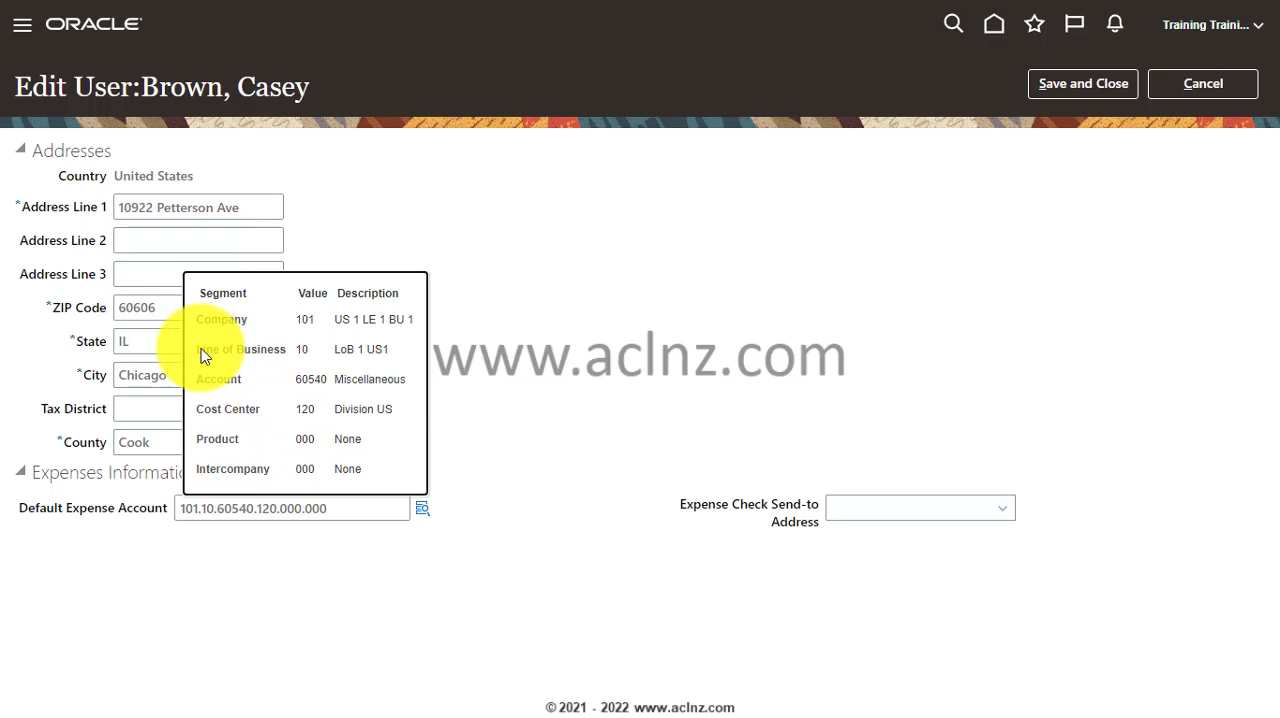 ORACLE
Training Traini...
Edit User:Brown, Casey
Save and Close
Cancel
Addresses
Country United States
*Address Line 1 10922 Petterson Ave
Address Line 2
Address Line 3
*ZIP Code 60606
*State IL
*City Chicago
Tax District
*County Cook
Segment Value Description
Company 101 US 1 LE 1 BU 1
Line of Business 10 LoB 1 US1
Account 60540 Miscellaneous
Cost Center 120 Division US
Product 000 None
Intercompany 000 None
www.aclnz.com
Expenses Informatio
Default Expense Account 101.10.60540.120.000.000
Expense Check Send-to
Address
© 2021 - 2022 www.aclnz.com